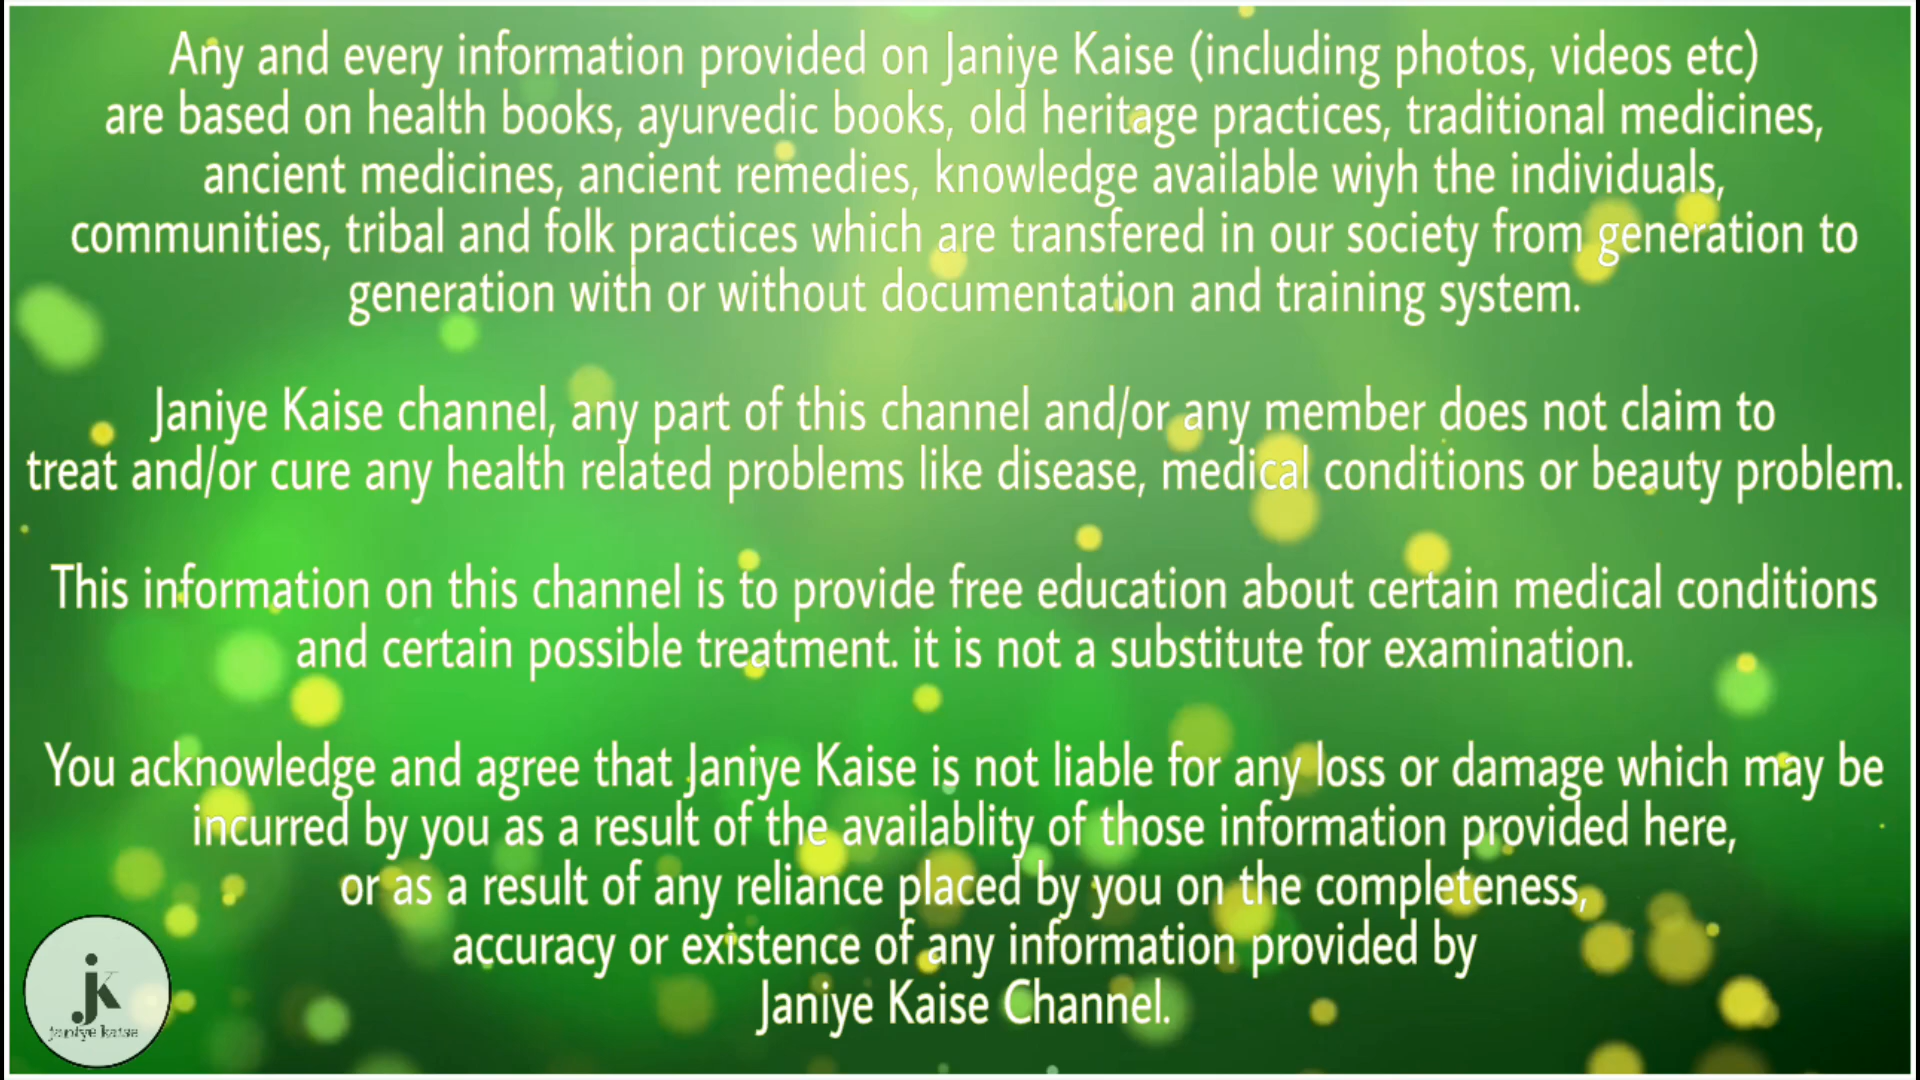 Any and every information provided on Janiye Kaise (including photos, videos etc)
are based on health books, ayurvedic books, old heritage practices, traditional medicines,
ancient medicines, ancient remedies, knowledge available wiyh the individuals,
communities, tribal and folk practices which are transfered in our society from generation to
generation with or without documentation and training system.
Janiye Kaise channel, any part of this channel and/or any member does not claim to
treat and/or cure any health related problems like disease, medical conditions or beauty problem.
This information on this channel is to provide free education about certain medical conditions
and certain possible treatment. it is not a substitute for examination.
You acknowledge and agree that Janiye Kaise is not liable for any loss or damage which may be
incurred by you as a result of the availablity of those information provided here,
or as a result of any reliance placed by you on the completeness,
accuracy or existence of any information provided by
Janiye Kaise Channel.
jk
janiye kaise